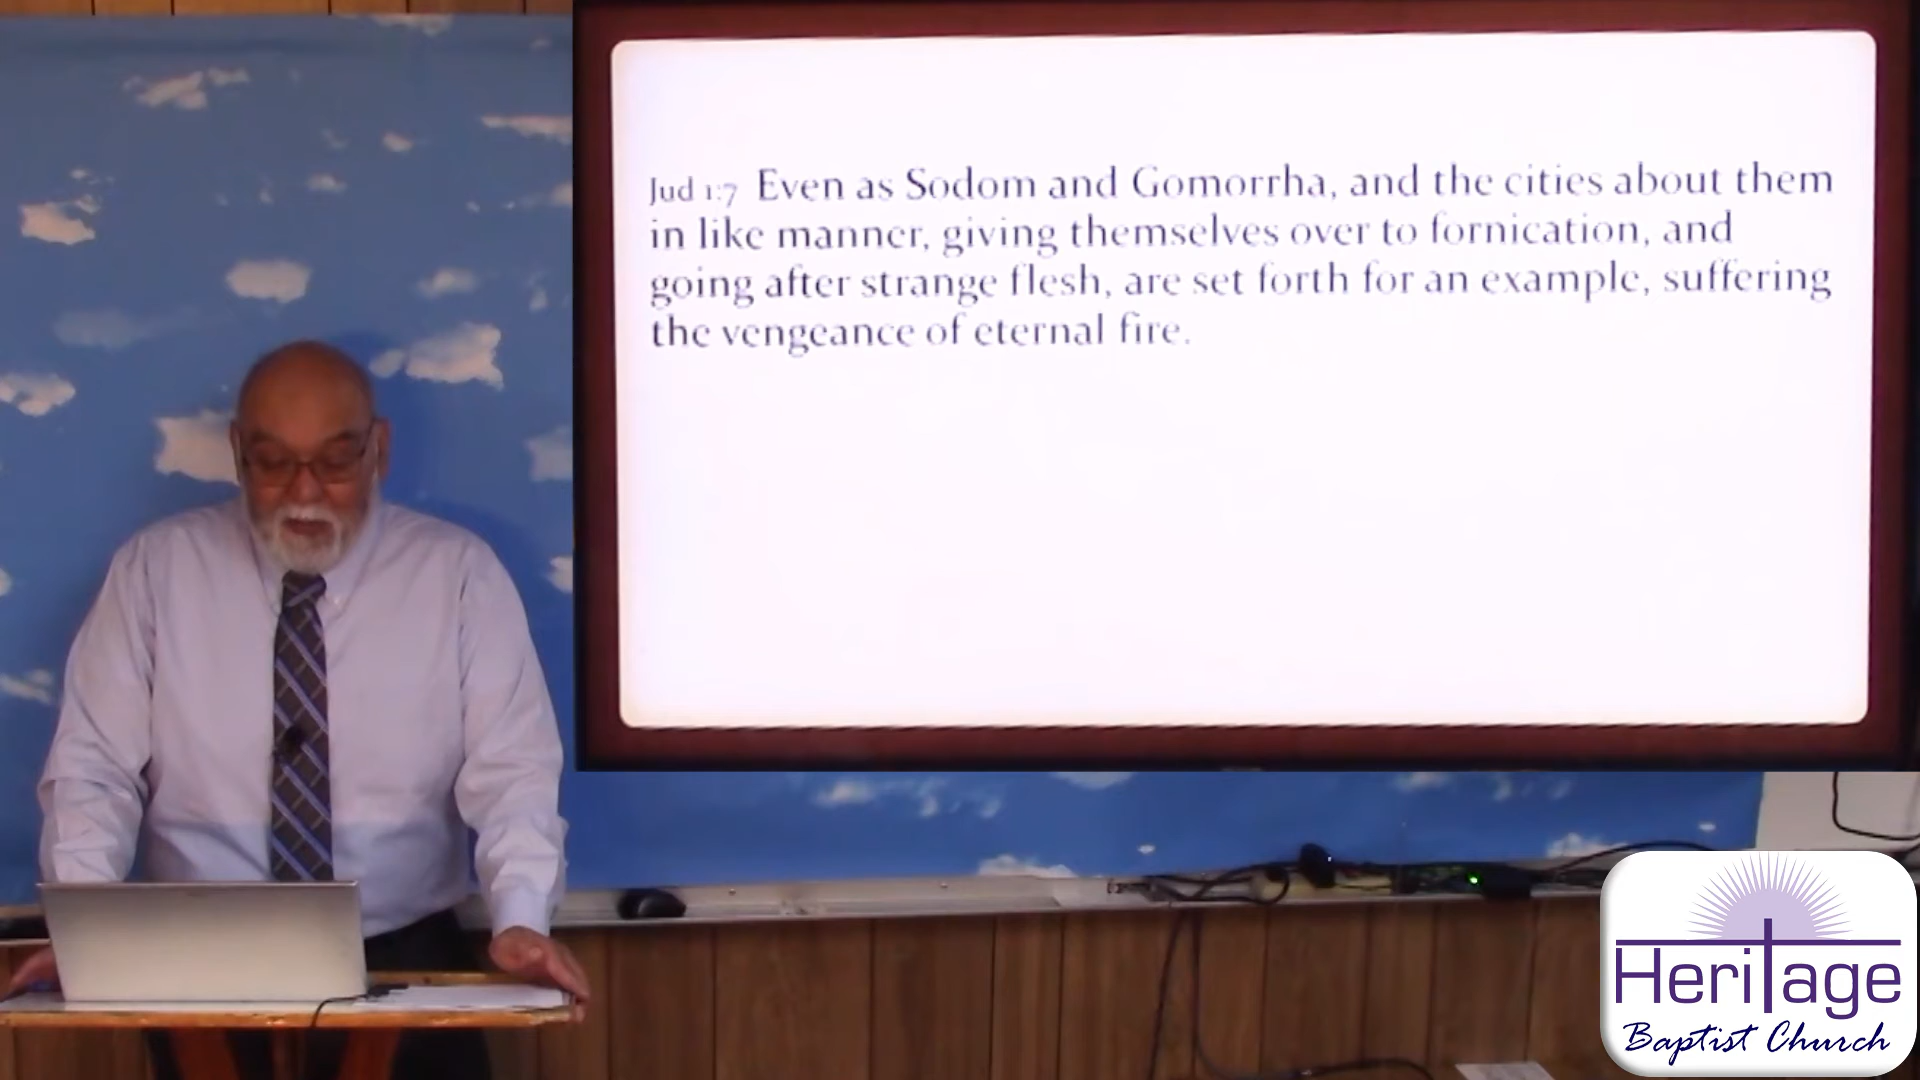 Jud 1:7 Even as Sodom and Gomorrha, and the cities about them
in like manner, giving themselves over to fornication, and
going after strange flesh, are set forth for an example, suffering
the vengeance of eternal fire.
Heritage
Baptist Church